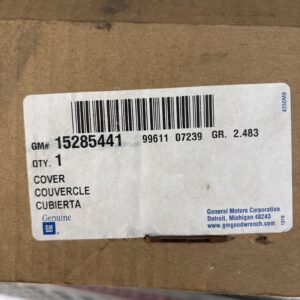 GM# 15285441 99611 07239 GR. 2.483
QTY. 1
COVER
COUVERCLE
CUBIERTA
Genuine
GM
General Motors Corporation
Detroit, Michigan 48243
www.gmgoodwrench.com
4350M9